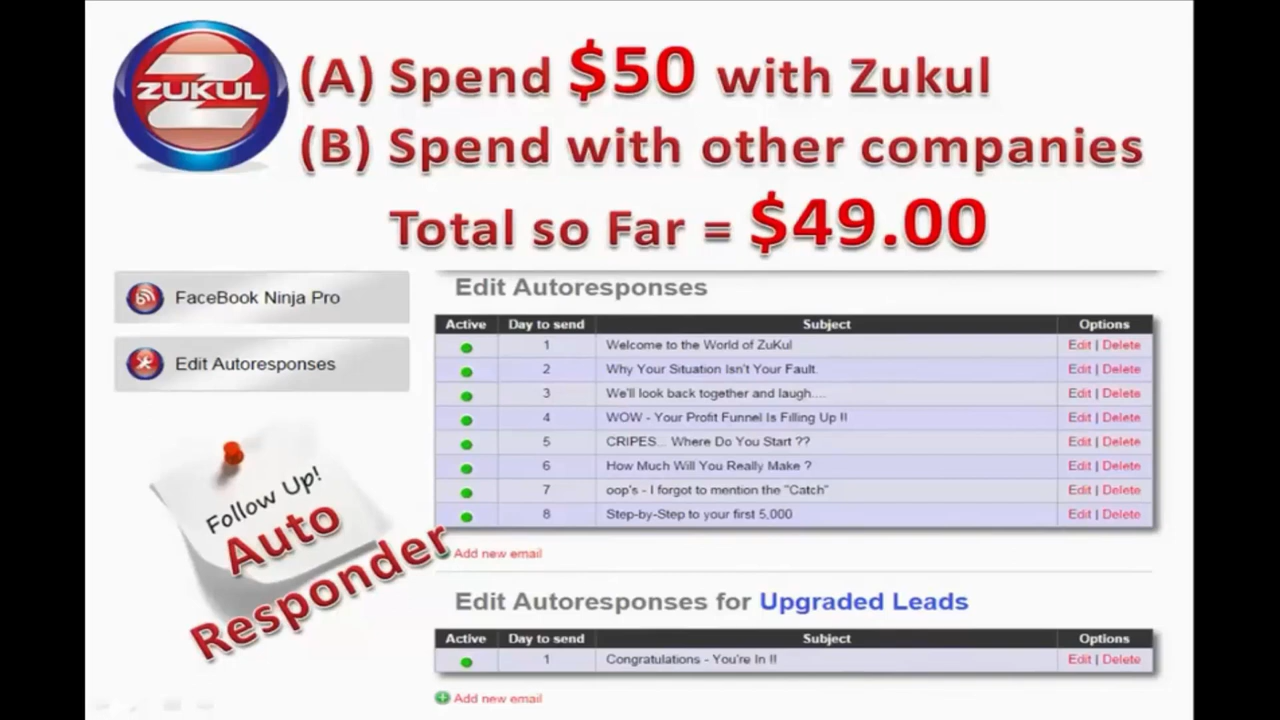 ZUKUL
(A) Spend $50 with Zukul
(B) Spend with other companies
Total so Far = $49.00
FaceBook Ninja Pro
Edit Autoresponses
Follow Up!
Auto
Responder
Edit Autoresponses
Active Day to send Subject Options
1 Welcome to the World of ZuKul Edit | Delete
2 Why Your Situation Isn't Your Fault. Edit | Delete
3 We'll look back together and laugh.... Edit | Delete
4 WOW - Your Profit Funnel Is Filling Up !! Edit | Delete
5 CRIPES... Where Do You Start ?? Edit | Delete
6 How Much Will You Really Make ? Edit | Delete
7 oop's - I forgot to mention the "Catch" Edit | Delete
8 Step-by-Step to your first 5,000 Edit | Delete
Add new email
Edit Autoresponses for Upgraded Leads
Active Day to send Subject Options
1 Congratulations - You're In !! Edit | Delete
Add new email